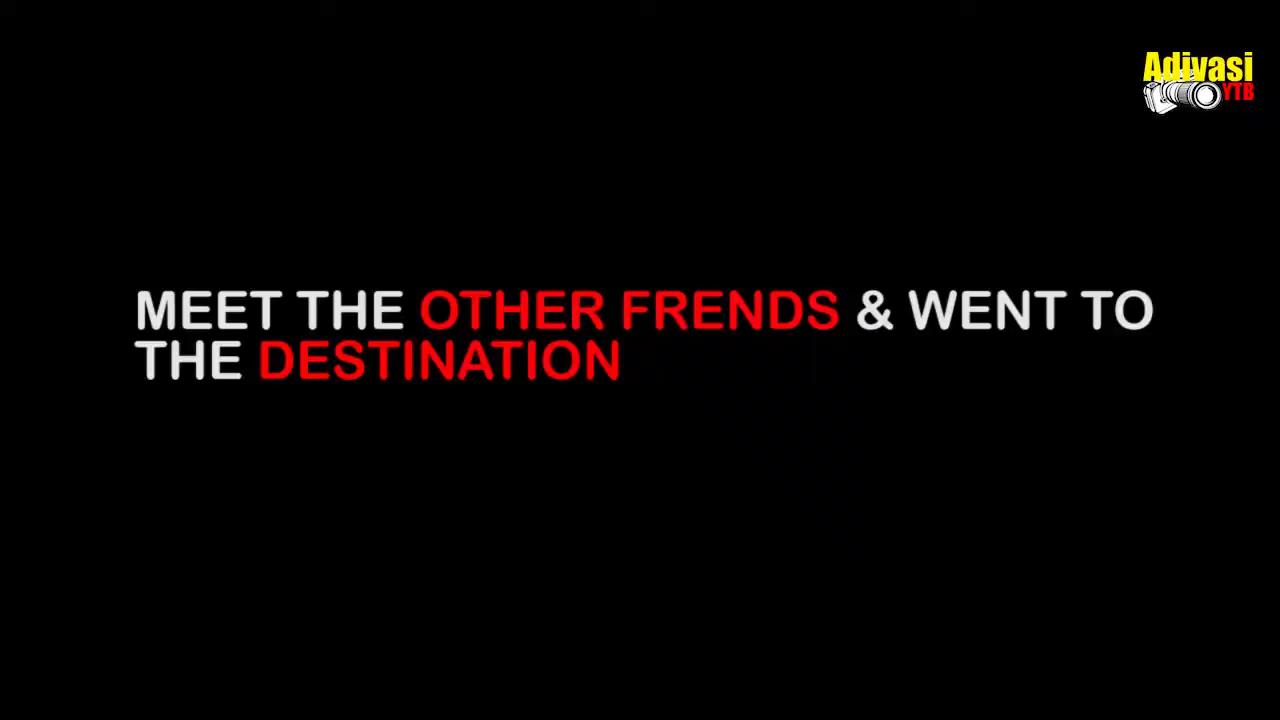 Adivasi
YTB
MEET THE OTHER FRENDS & WENT TO
THE DESTINATION